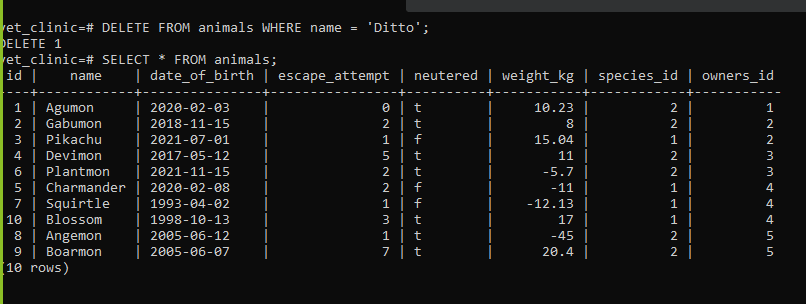 vet_clinic=# DELETE FROM animals WHERE name = 'Ditto';
DELETE 1
vet_clinic=# SELECT * FROM animals;
id | name | date_of_birth | escape_attempt | neutered | weight_kg | species_id | owners_id
----+------------+---------------+----------------+----------+-----------+------------+-----------
1 | Agumon | 2020-02-03 | 0 | t | 10.23 | 2 | 1
2 | Gabumon | 2018-11-15 | 2 | t | 8 | 2 | 2
3 | Pikachu | 2021-07-01 | 1 | f | 15.04 | 1 | 2
4 | Devimon | 2017-05-12 | 5 | t | 11 | 2 | 3
6 | Plantmon | 2021-11-15 | 2 | t | -5.7 | 2 | 3
5 | Charmander | 2020-02-08 | 2 | f | -11 | 1 | 4
7 | Squirtle | 1993-04-02 | 1 | f | -12.13 | 1 | 4
10 | Blossom | 1998-10-13 | 3 | t | 17 | 1 | 4
8 | Angemon | 2005-06-12 | 1 | t | -45 | 2 | 5
9 | Boarmon | 2005-06-07 | 7 | t | 20.4 | 2 | 5
(10 rows)